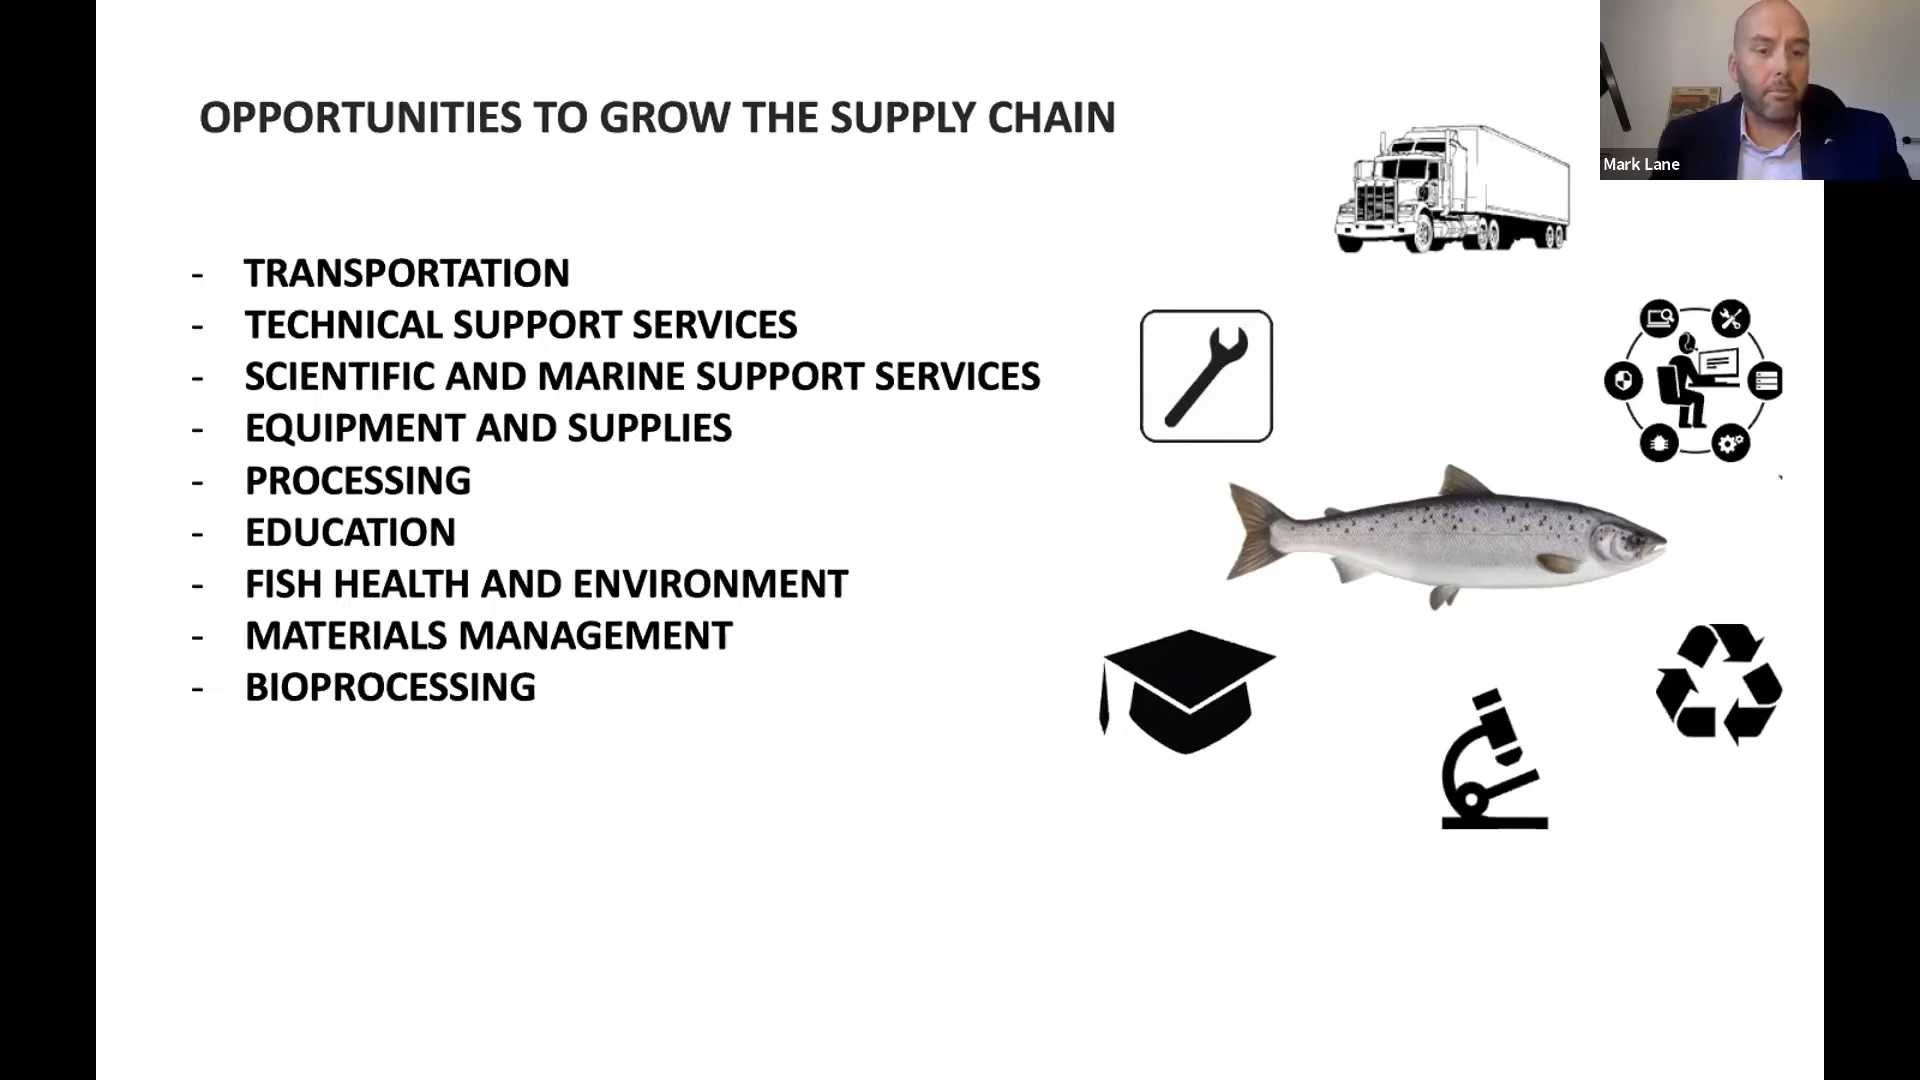 OPPORTUNITIES TO GROW THE SUPPLY CHAIN
- TRANSPORTATION
- TECHNICAL SUPPORT SERVICES
- SCIENTIFIC AND MARINE SUPPORT SERVICES
- EQUIPMENT AND SUPPLIES
- PROCESSING
- EDUCATION
- FISH HEALTH AND ENVIRONMENT
- MATERIALS MANAGEMENT
- BIOPROCESSING
Mark Lane